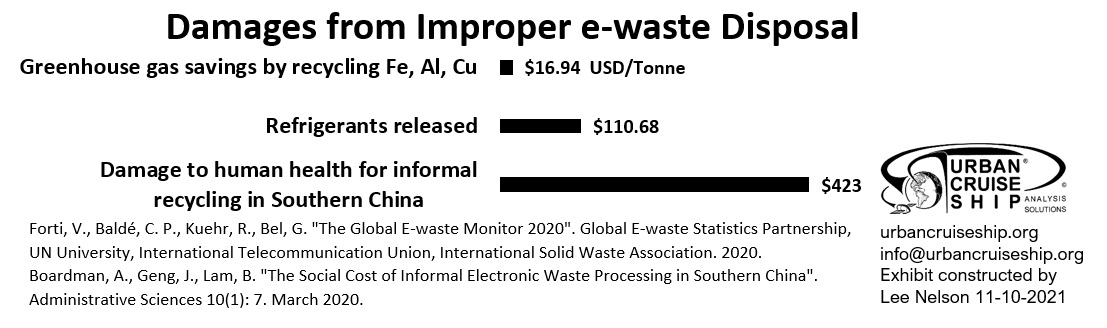 Damages from Improper e-waste Disposal
Greenhouse gas savings by recycling Fe, Al, Cu
$16.94 USD/Tonne
Refrigerants released
$110.68
Damage to human health for informal
recycling in Southern China
$423
Forti, V., Baldé, C. P., Kuehr, R., Bel, G. "The Global E-waste Monitor 2020". Global E-waste Statistics Partnership,
UN University, International Telecommunication Union, International Solid Waste Association. 2020.
Boardman, A., Geng, J., Lam, B. "The Social Cost of Informal Electronic Waste Processing in Southern China".
Administrative Sciences 10(1): 7. March 2020.
URBAN®
CRUISE ©
SHIP ANALYSIS
SOLUTIONS
urbancruiseship.org
info@urbancruiseship.org
Exhibit constructed by
Lee Nelson 11-10-2021